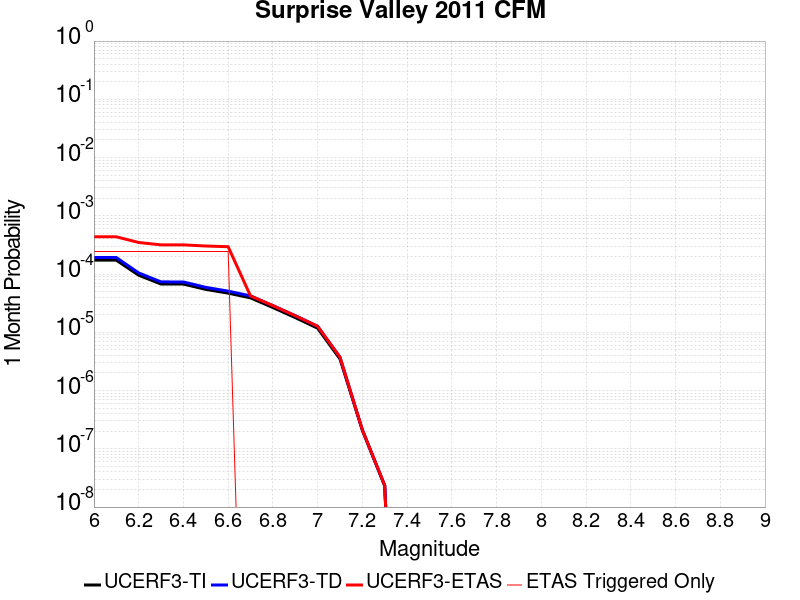 Surprise Valley 2011 CFM
10^0
10^-1
10^-2
10^-3
10^-4
10^-5
10^-6
10^-7
10^-8
1 Month Probability
6 6.2 6.4 6.6 6.8 7 7.2 7.4 7.6 7.8 8 8.2 8.4 8.6 8.8 9
Magnitude
UCERF3-TI UCERF3-TD UCERF3-ETAS ETAS Triggered Only